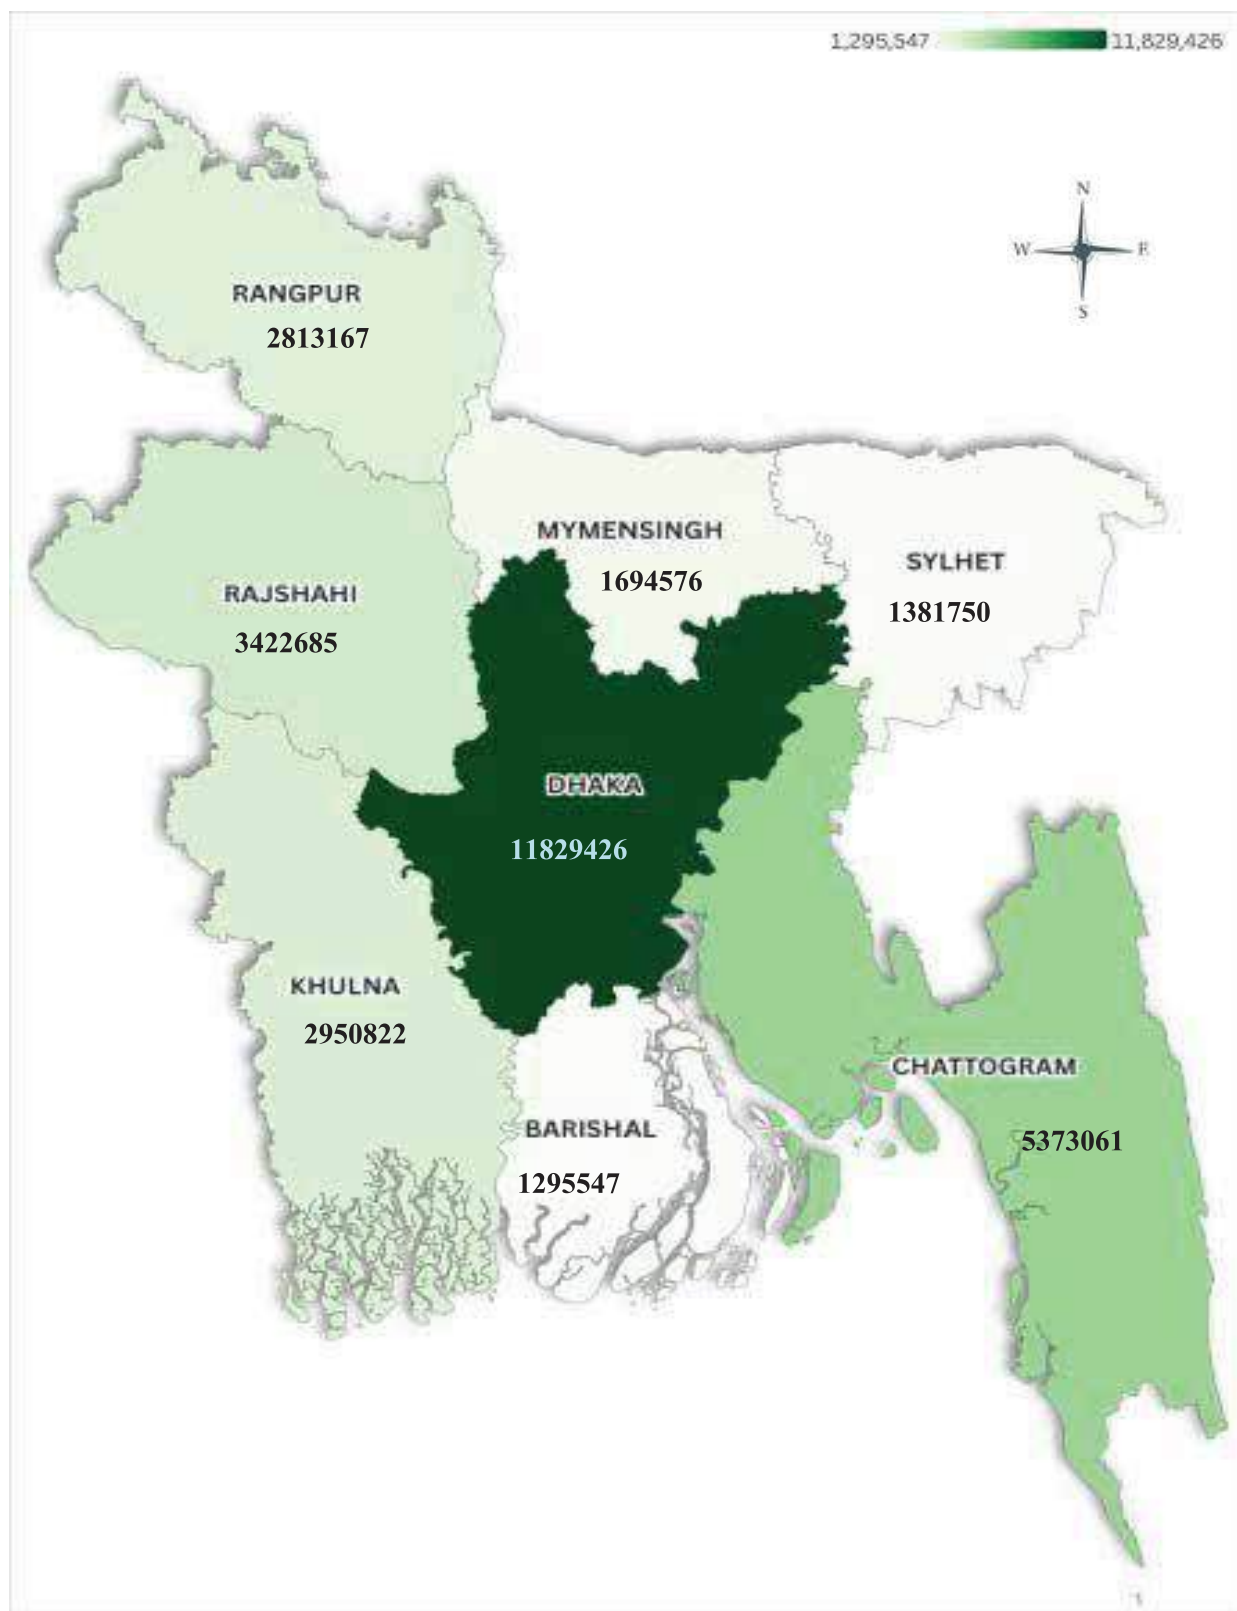 1,295,547 11,829,426
N
W E
S
RANGPUR
2813167
MYMENSINGH
1694576
SYLHET
1381750
RAJSHAHI
3422685
DHAKA
11829426
KHULNA
2950822
CHATTOGRAM
5373061
BARISHAL
1295547